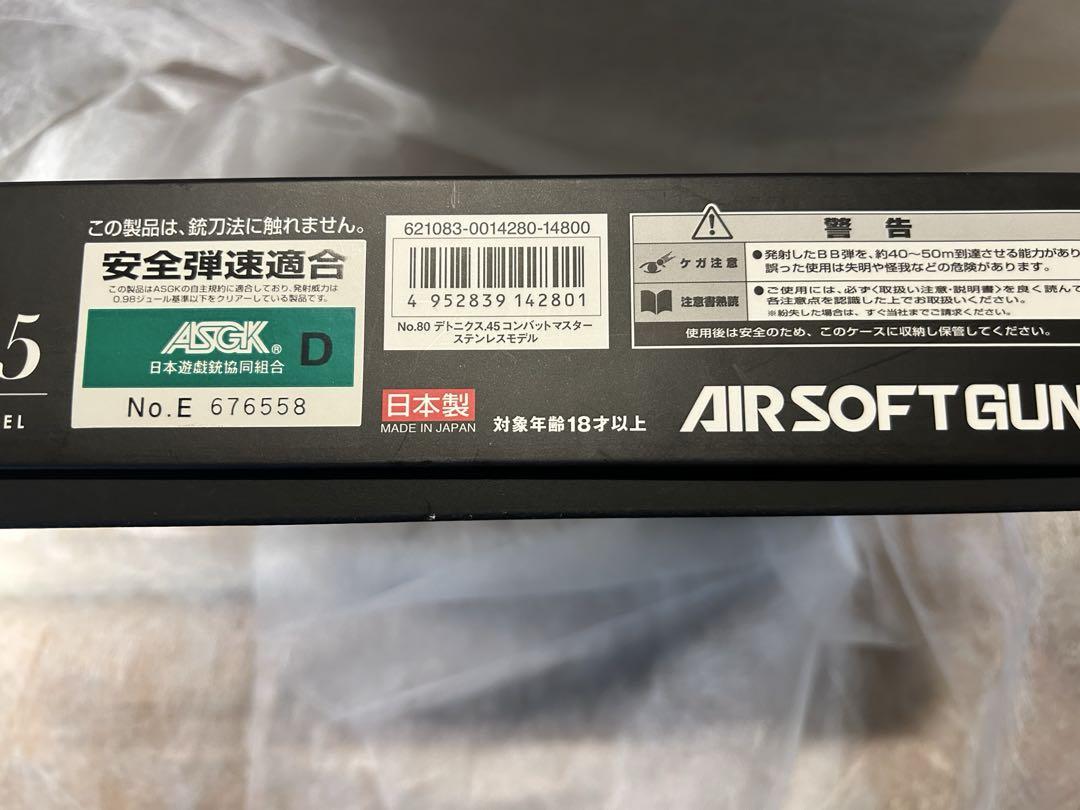 5
EL
この製品は、銃刀法に触れません。
安全弾速適合
この製品はASGKの自主規約に適合しており、発射威力は
0.98ジュール基準以下をクリアーしている製品です。
ASGK® D
日本遊戯銃協同組合
No.E 676558
621083-0014280-14800
4 952839 142801
No.80 デトニクス.45コンバットマスター
ステンレスモデル
日本製
MADE IN JAPAN
対象年齢18才以上
警告
ケガ注意
●発射したBB弾を、約40〜50m到達させる能力があり
誤った使用は失明や怪我などの危険があります。
注意書熟読
●ご使用には、必ず〈取扱い注意・説明書〉を良く読んで
各注意点を認識した上でお取扱いください。
※紛失した場合は、すぐ当社までご請求ください。
使用後は安全のため、このケースに収納し保管してください。
AIRSOFT GUN